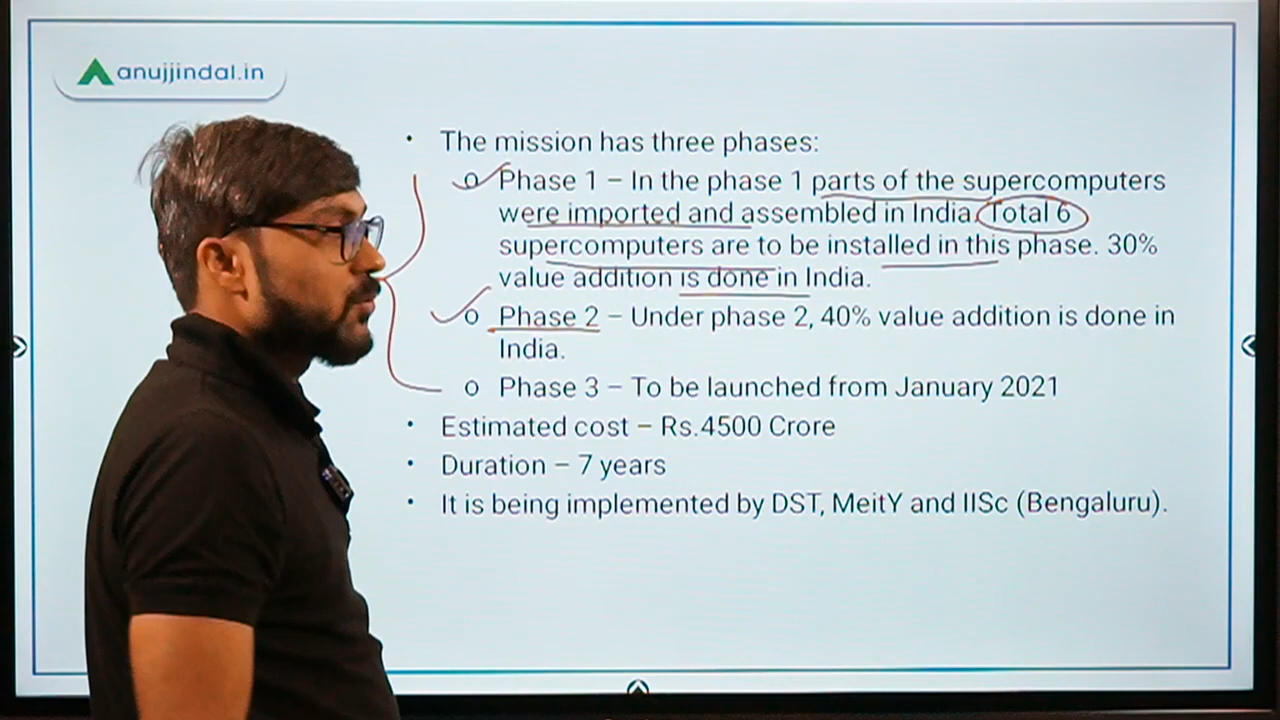 anujjindal.in
• The mission has three phases:
o Phase 1 – In the phase 1 parts of the supercomputers
were imported and assembled in India. Total 6
supercomputers are to be installed in this phase. 30%
value addition is done in India.
o Phase 2 – Under phase 2, 40% value addition is done in
India.
o Phase 3 – To be launched from January 2021
• Estimated cost – Rs.4500 Crore
• Duration – 7 years
• It is being implemented by DST, MeitY and IISc (Bengaluru).